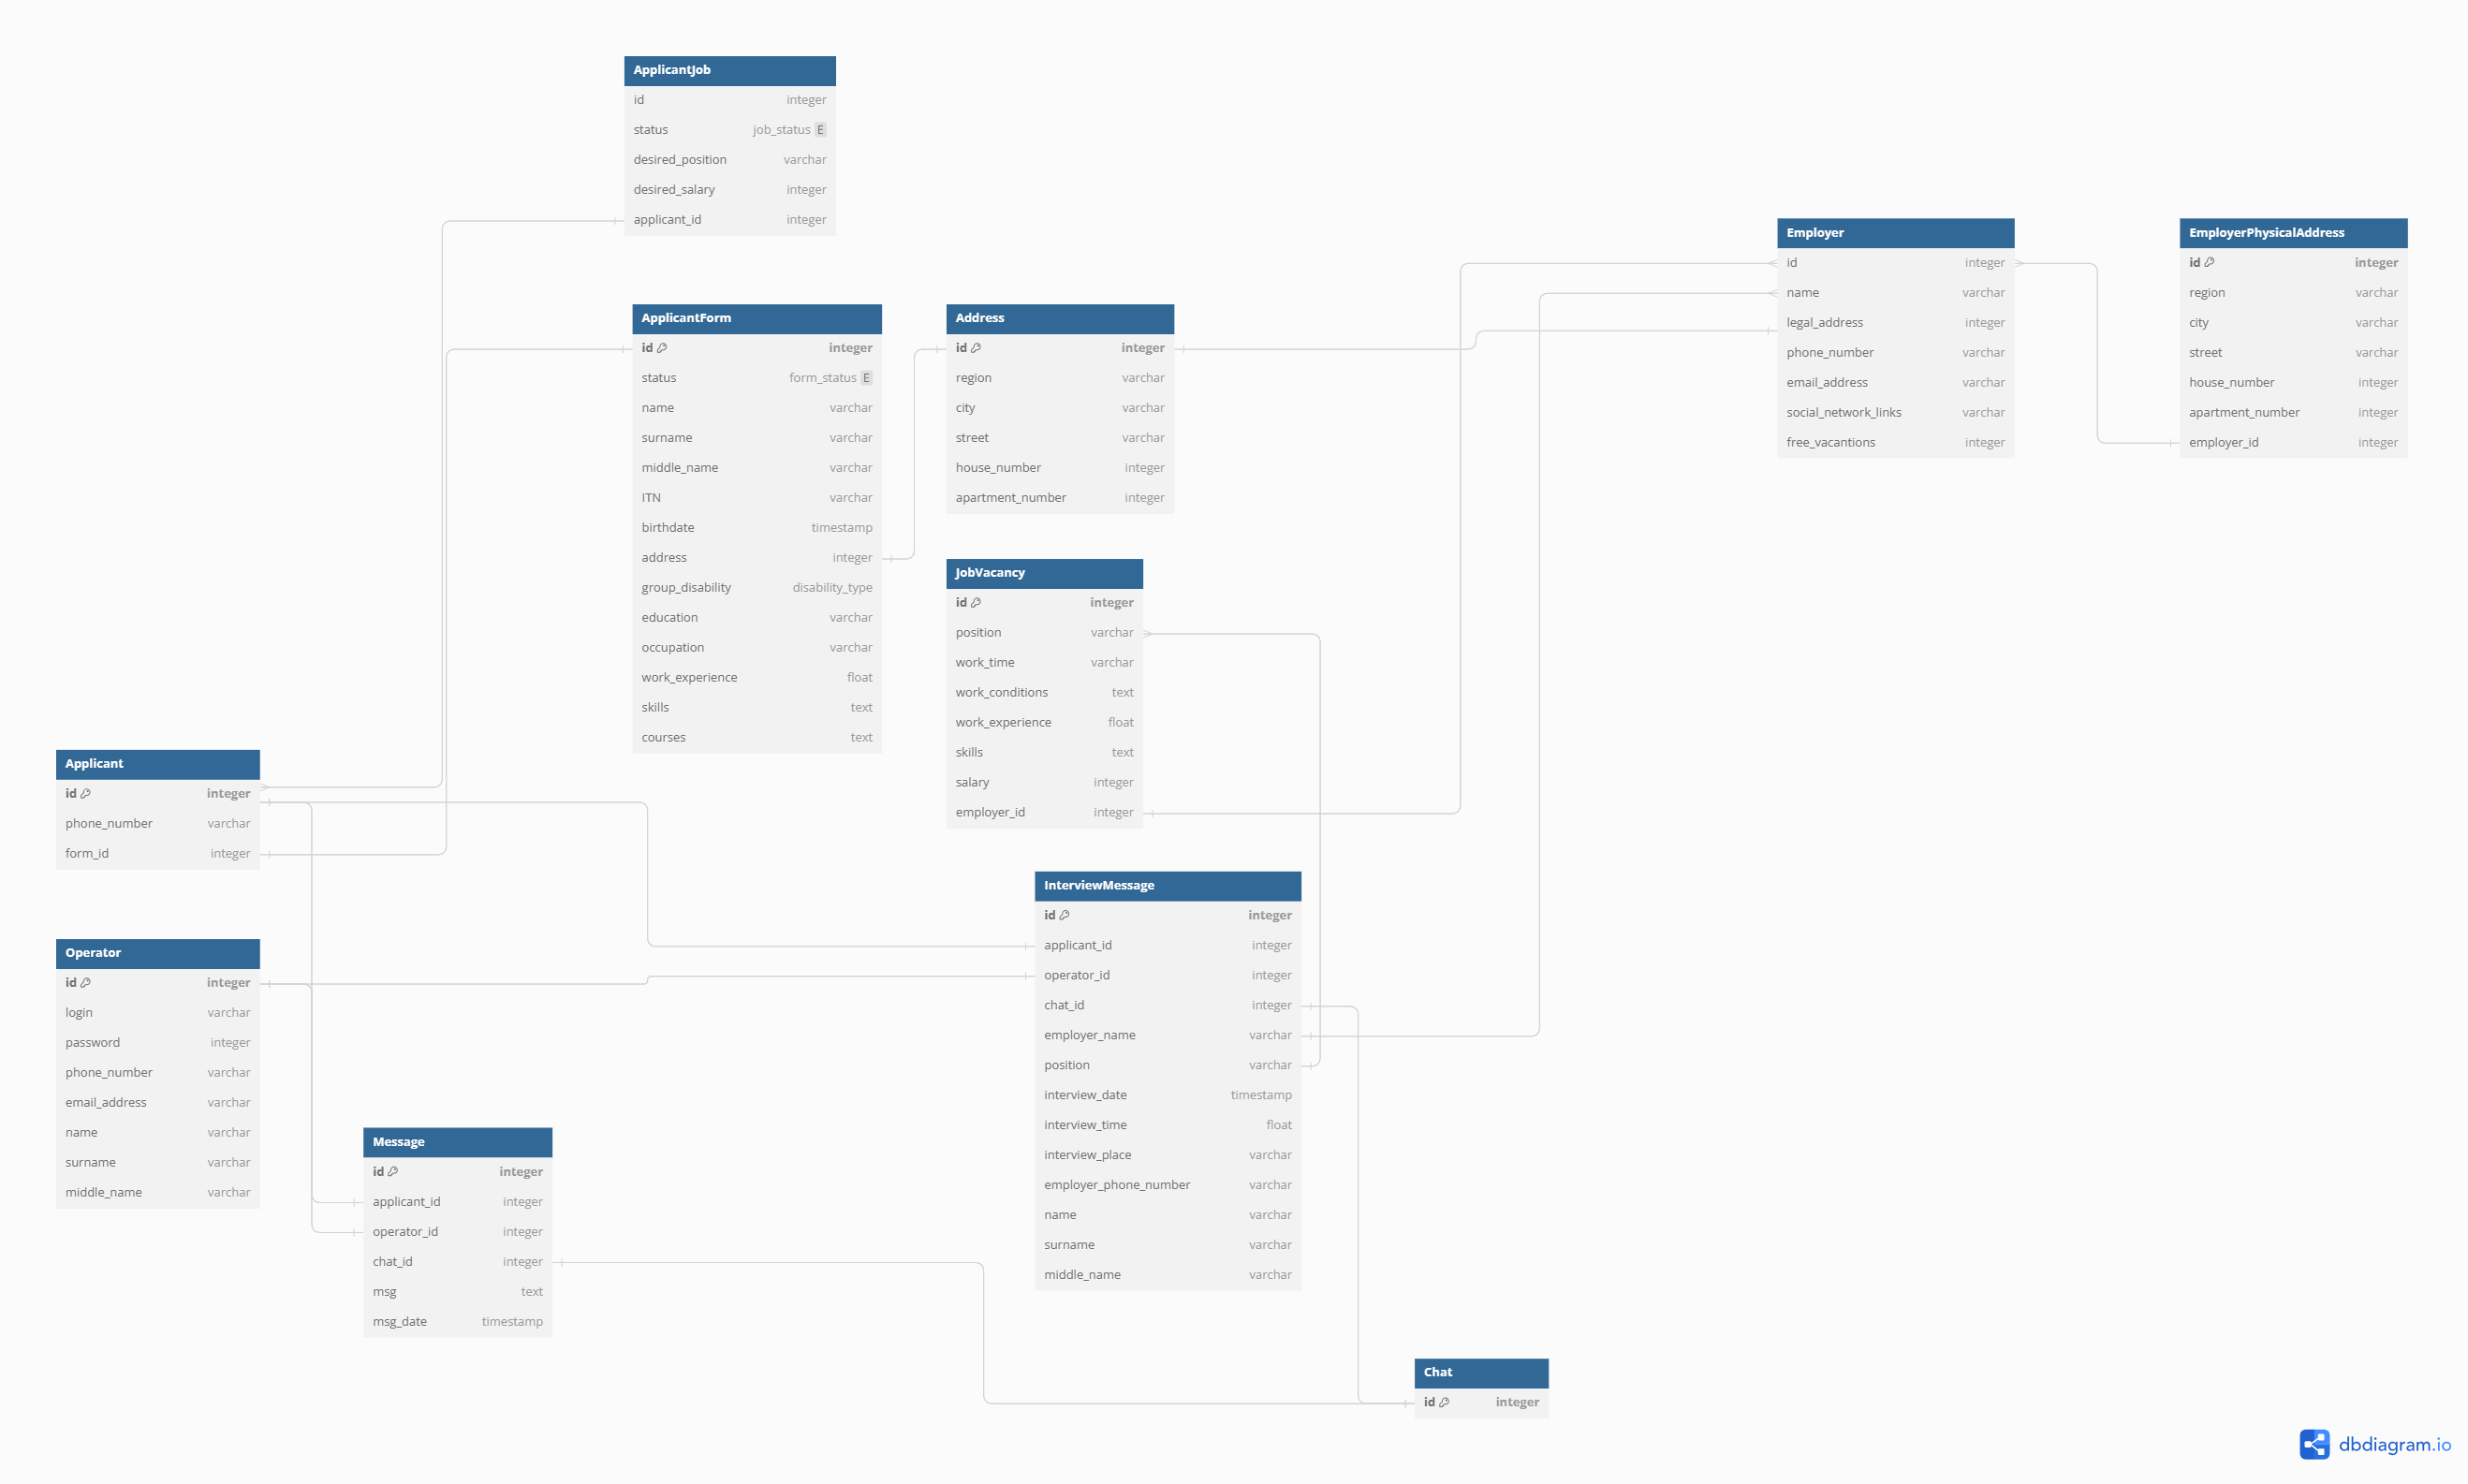 ApplicantJob
id integer
status job_status E
desired_position varchar
desired_salary integer
applicant_id integer
Employer
id integer
name varchar
legal_address integer
phone_number varchar
email_address varchar
social_network_links varchar
free_vacantions integer
EmployerPhysicalAddress
id integer
region varchar
city varchar
street varchar
house_number integer
apartment_number integer
employer_id integer
ApplicantForm
id integer
status form_status E
name varchar
surname varchar
middle_name varchar
ITN varchar
birthdate timestamp
address integer
group_disability disability_type
education varchar
occupation varchar
work_experience float
skills text
courses text
Address
id integer
region varchar
city varchar
street varchar
house_number integer
apartment_number integer
JobVacancy
id integer
position varchar
work_time varchar
work_conditions text
work_experience float
skills text
salary integer
employer_id integer
Applicant
id integer
phone_number varchar
form_id integer
InterviewMessage
id integer
applicant_id integer
operator_id integer
chat_id integer
employer_name varchar
position varchar
interview_date timestamp
interview_time float
interview_place varchar
employer_phone_number varchar
name varchar
surname varchar
middle_name varchar
Operator
id integer
login varchar
password integer
phone_number varchar
email_address varchar
name varchar
surname varchar
middle_name varchar
Message
id integer
applicant_id integer
operator_id integer
chat_id integer
msg text
msg_date timestamp
Chat
id integer
dbdiagram.io